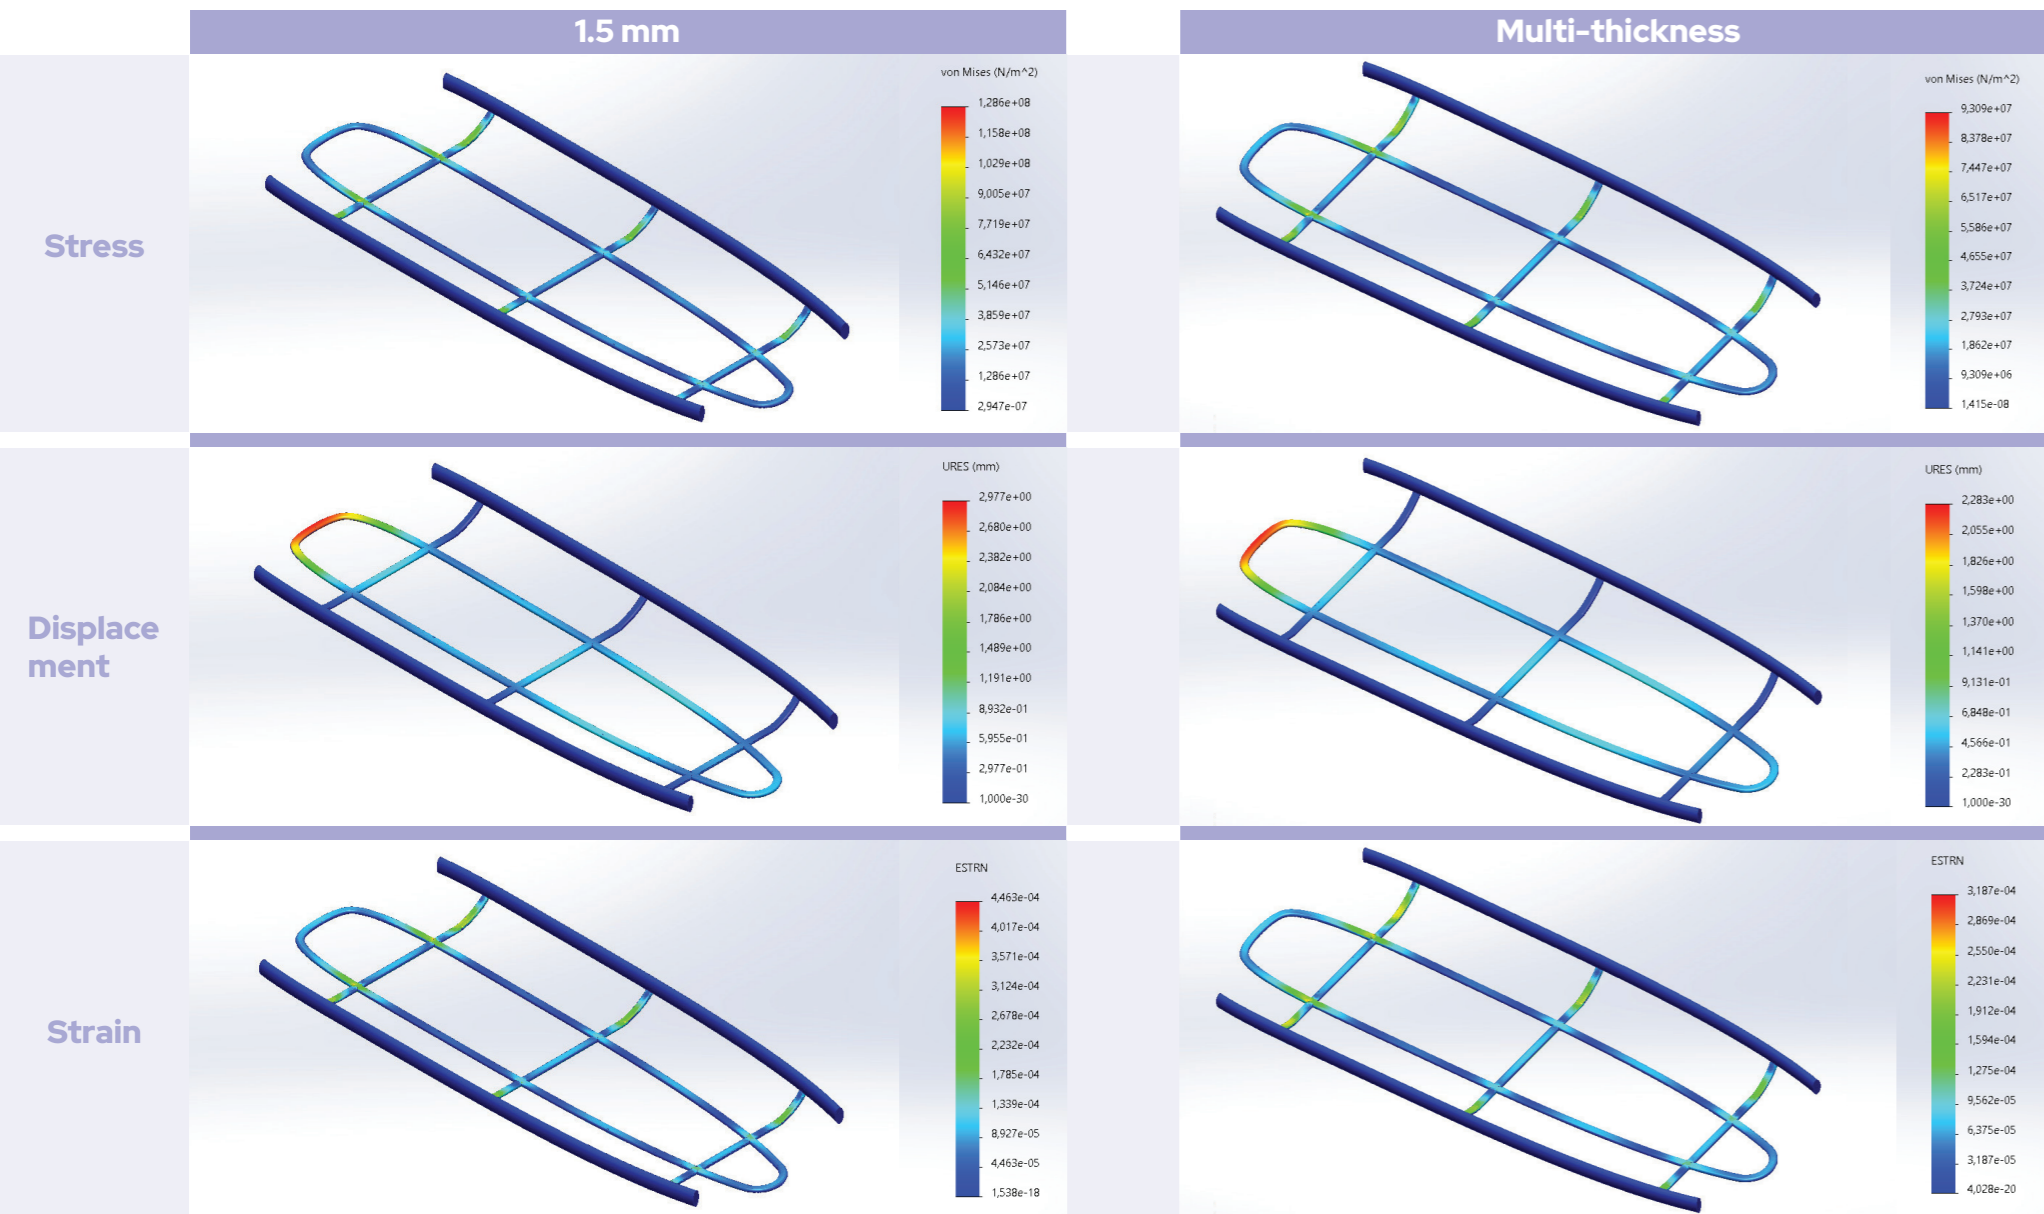 1.5 mm
Multi-thickness
Stress
von Mises (N/m^2)
1,286e+08
1,158e+08
1,029e+08
9,005e+07
7,719e+07
6,432e+07
5,146e+07
3,859e+07
2,573e+07
1,286e+07
2,947e-07
von Mises (N/m^2)
9,309e+07
8,378e+07
7,447e+07
6,517e+07
5,586e+07
4,655e+07
3,724e+07
2,793e+07
1,862e+07
9,309e+06
1,415e-08
Displace
ment
URES (mm)
2,977e+00
2,680e+00
2,382e+00
2,084e+00
1,786e+00
1,489e+00
1,191e+00
8,932e-01
5,955e-01
2,977e-01
1,000e-30
URES (mm)
2,283e+00
2,055e+00
1,826e+00
1,598e+00
1,370e+00
1,141e+00
9,131e-01
6,848e-01
4,566e-01
2,283e-01
1,000e-30
Strain
ESTRN
4,463e-04
4,017e-04
3,571e-04
3,124e-04
2,678e-04
2,232e-04
1,785e-04
1,339e-04
8,927e-05
4,463e-05
1,538e-18
ESTRN
3,187e-04
2,869e-04
2,550e-04
2,231e-04
1,912e-04
1,594e-04
1,275e-04
9,562e-05
6,375e-05
3,187e-05
4,028e-20